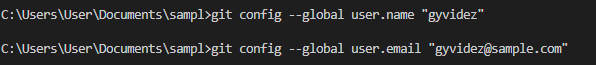 C:\Users\User\Documents\sampl>git config --global user.name "gyvidez"
C:\Users\User\Documents\sampl>git config --global user.email "gyvidez@sample.com"